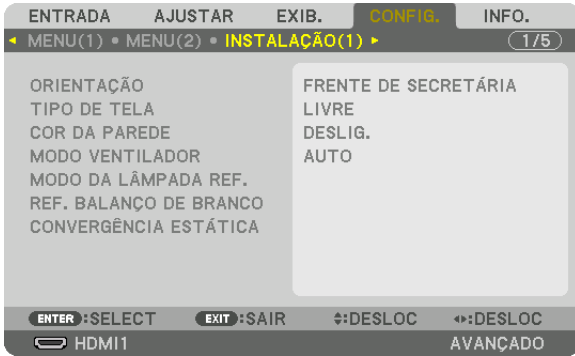 ENTRADA AJUSTAR EXIB. CONFIG. INFO.
MENU(1) • MENU(2) • INSTALAÇÃO(1) 1/5
ORIENTAÇÃO FRENTE DE SECRETÁRIA
TIPO DE TELA LIVRE
COR DA PAREDE DESLIG.
MODO VENTILADOR AUTO
MODO DA LÂMPADA REF.
REF. BALANÇO DE BRANCO
CONVERGÊNCIA ESTÁTICA
ENTER :SELECT EXIT :SAIR :DESLOC :DESLOC
HDMI1 AVANÇADO